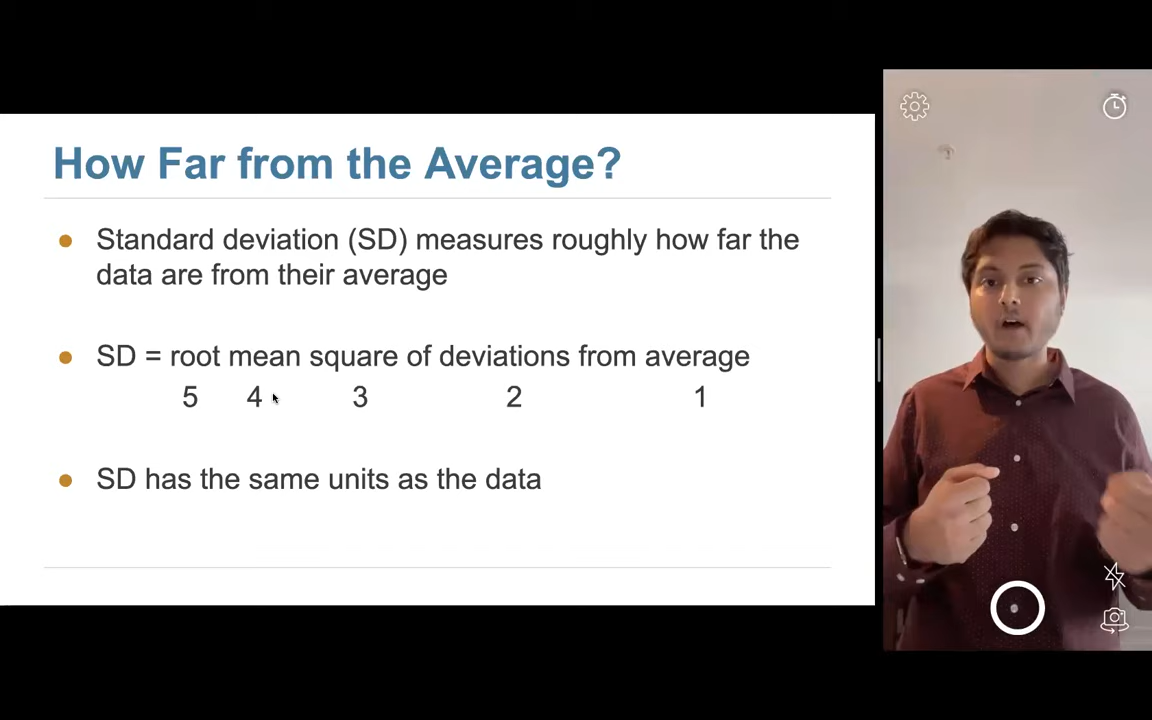 How Far from the Average?
● Standard deviation (SD) measures roughly how far the
data are from their average
● SD = root mean square of deviations from average
5 4 3 2 1
● SD has the same units as the data